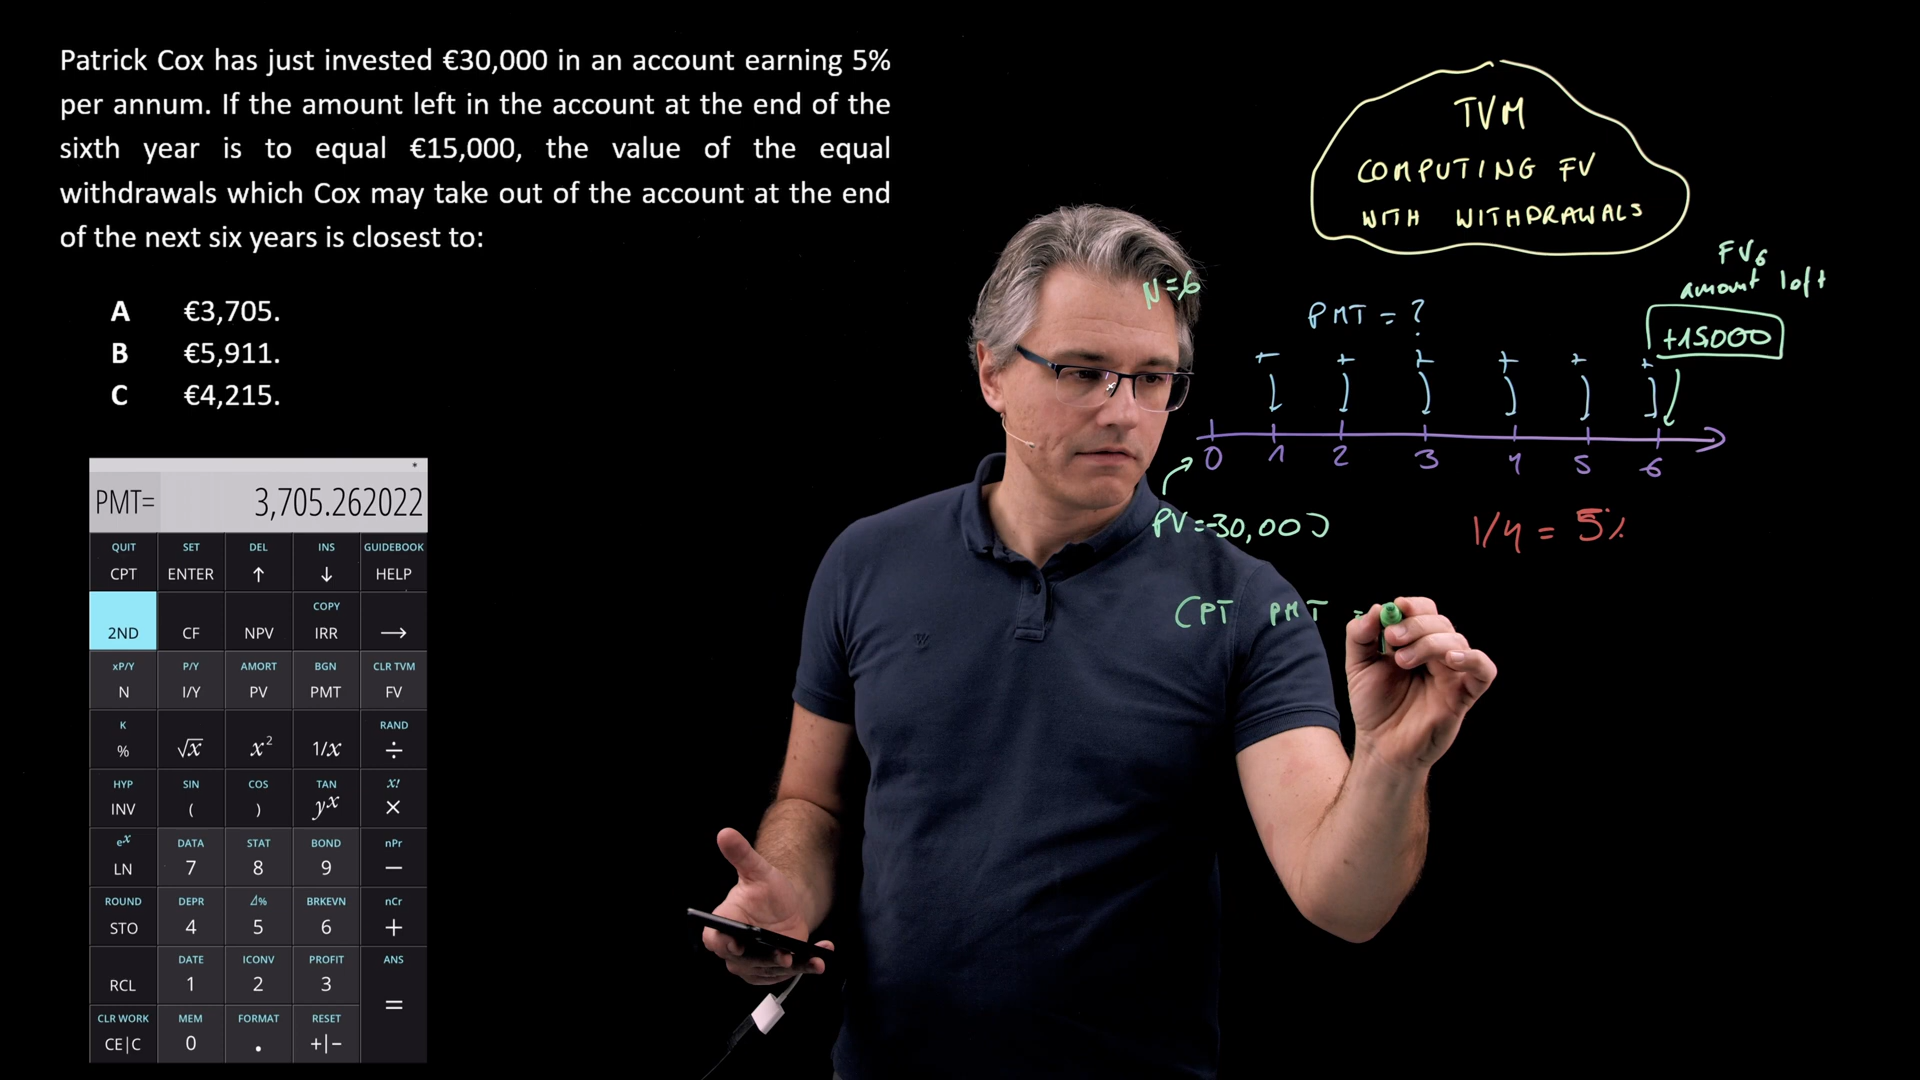 Patrick Cox has just invested €30,000 in an account earning 5%
per annum. If the amount left in the account at the end of the
sixth year is to equal €15,000, the value of the equal
withdrawals which Cox may take out of the account at the end
of the next six years is closest to:
A €3,705.
B €5,911.
C €4,215.
TVM
COMPUTING FV
WITH WITHDRAWALS
FV6
amount left
+15000
N=6
PMT = ?
+ + + + + +
0 1 2 3 4 5 6
PV=-30,000
I/Y = 5%
CPT PMT =
PMT= 3,705.262022
QUIT SET DEL INS GUIDEBOOK
CPT ENTER ↑ ↓ HELP
COPY
2ND CF NPV IRR →
xP/Y P/Y AMORT BGN CLR TVM
N I/Y PV PMT FV
K RAND
% √x x² 1/x ÷
HYP SIN COS TAN x!
INV ( ) yˣ ×
eˣ DATA STAT BOND nPr
LN 7 8 9 −
ROUND DEPR Δ% BRKEVN nCr
STO 4 5 6 +
DATE ICONV PROFIT ANS
RCL 1 2 3 =
CLR WORK MEM FORMAT RESET
CE|C 0 . +|−